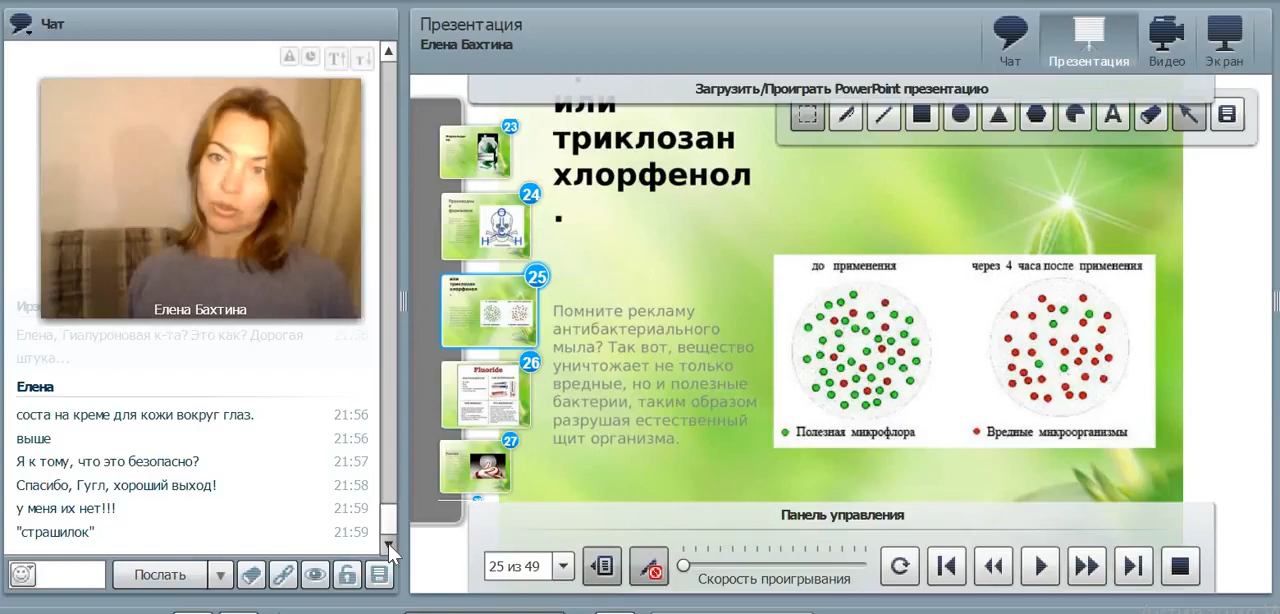 Чат
Елена Бахтина
Елена, Гиалуроновая к-та? Это как? Дорогая
штука...
Елена
соста на креме для кожи вокруг глаз. 21:56
выше 21:56
Я к тому, что это безопасно? 21:57
Спасибо, Гугл, хороший выход! 21:58
у меня их нет!!! 21:59
"страшилок" 21:59
Послать
Презентация
Елена Бахтина
Чат
Презентация
Видео
Экран
Загрузить/Проиграть PowerPoint презентацию
23
24
25
26
Fluoride
27
или
триклозан
хлорфенол
.
Помните рекламу
антибактериального
мыла? Так вот, вещество
уничтожает не только
вредные, но и полезные
бактерии, таким образом
разрушая естественный
щит организма.
до применения
через 4 часа после применения
Полезная микрофлора
Вредные микроорганизмы
Панель управления
25 из 49
Скорость проигрывания